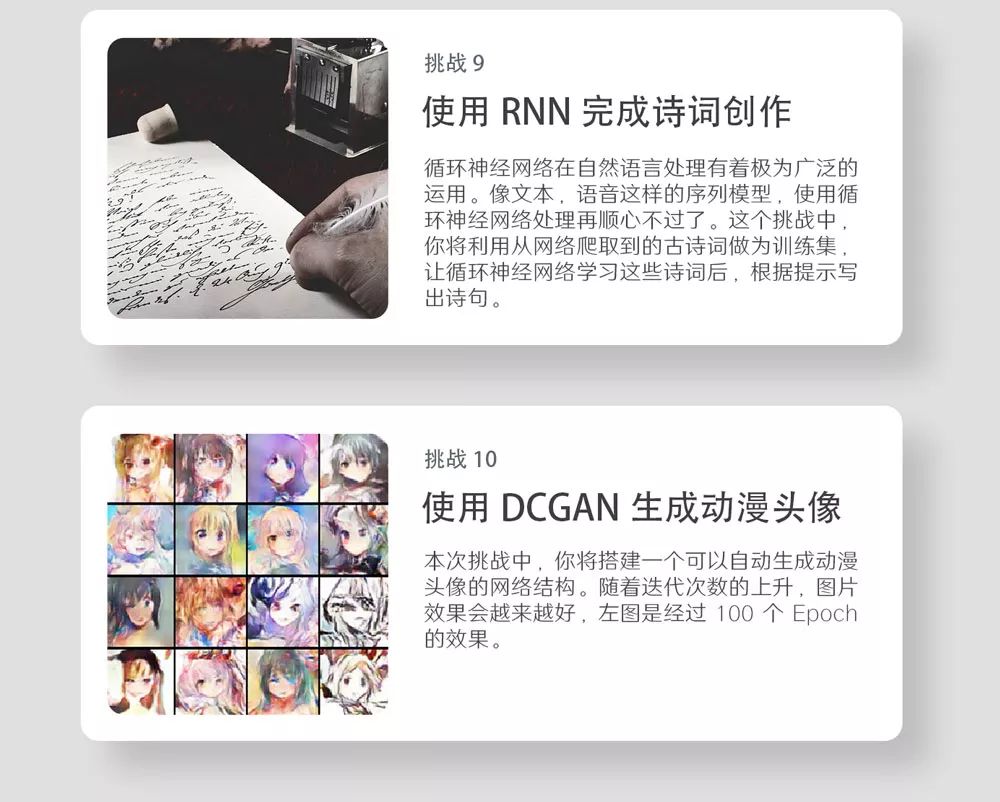 挑战 9
使用 RNN 完成诗词创作
循环神经网络在自然语言处理有着极为广泛的
运用。像文本，语音这样的序列模型，使用循
环神经网络处理再顺心不过了。这个挑战中，
你将利用从网络爬取到的古诗词做为训练集，
让循环神经网络学习这些诗词后，根据提示写
出诗句。
挑战 10
使用 DCGAN 生成动漫头像
本次挑战中，你将搭建一个可以自动生成动漫
头像的网络结构。随着迭代次数的上升，图片
效果会越来越好，左图是经过 100 个 Epoch
的效果。